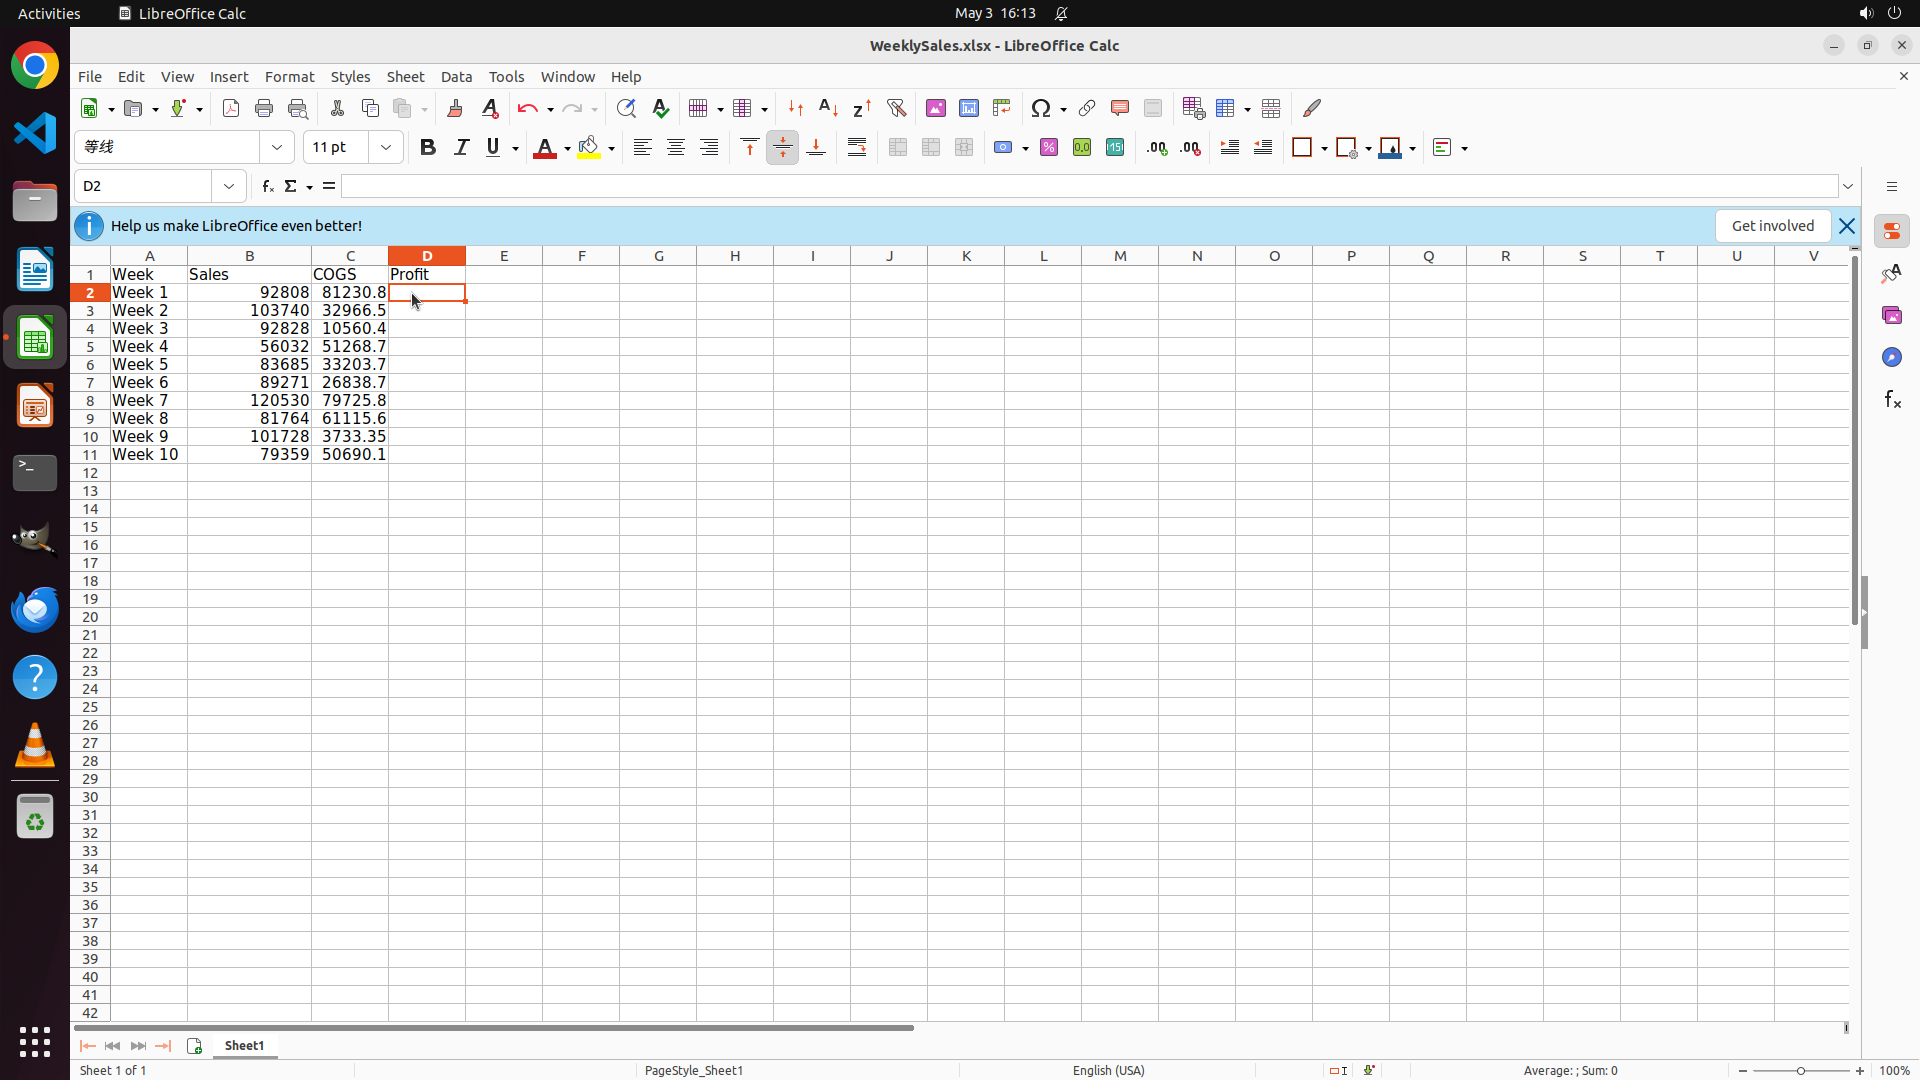 Activities LibreOffice Calc May 3 16:13
WeeklySales.xlsx - LibreOffice Calc
File Edit View Insert Format Styles Sheet Data Tools Window Help
等线 11 pt
D2
Help us make LibreOffice even better! Get involved
A B C D E F G H I J K L M N O P Q R S T U V
1 Week Sales COGS Profit
2 Week 1 92808 81230.8
3 Week 2 103740 32966.5
4 Week 3 92828 10560.4
5 Week 4 56032 51268.7
6 Week 5 83685 33203.7
7 Week 6 89271 26838.7
8 Week 7 120530 79725.8
9 Week 8 81764 61115.6
10 Week 9 101728 3733.35
11 Week 10 79359 50690.1
12
13
14
15
16
17
18
19
20
21
22
23
24
25
26
27
28
29
30
31
32
33
34
35
36
37
38
39
40
41
42
Sheet1
Sheet 1 of 1 PageStyle_Sheet1 English (USA) Average: ; Sum: 0 100%